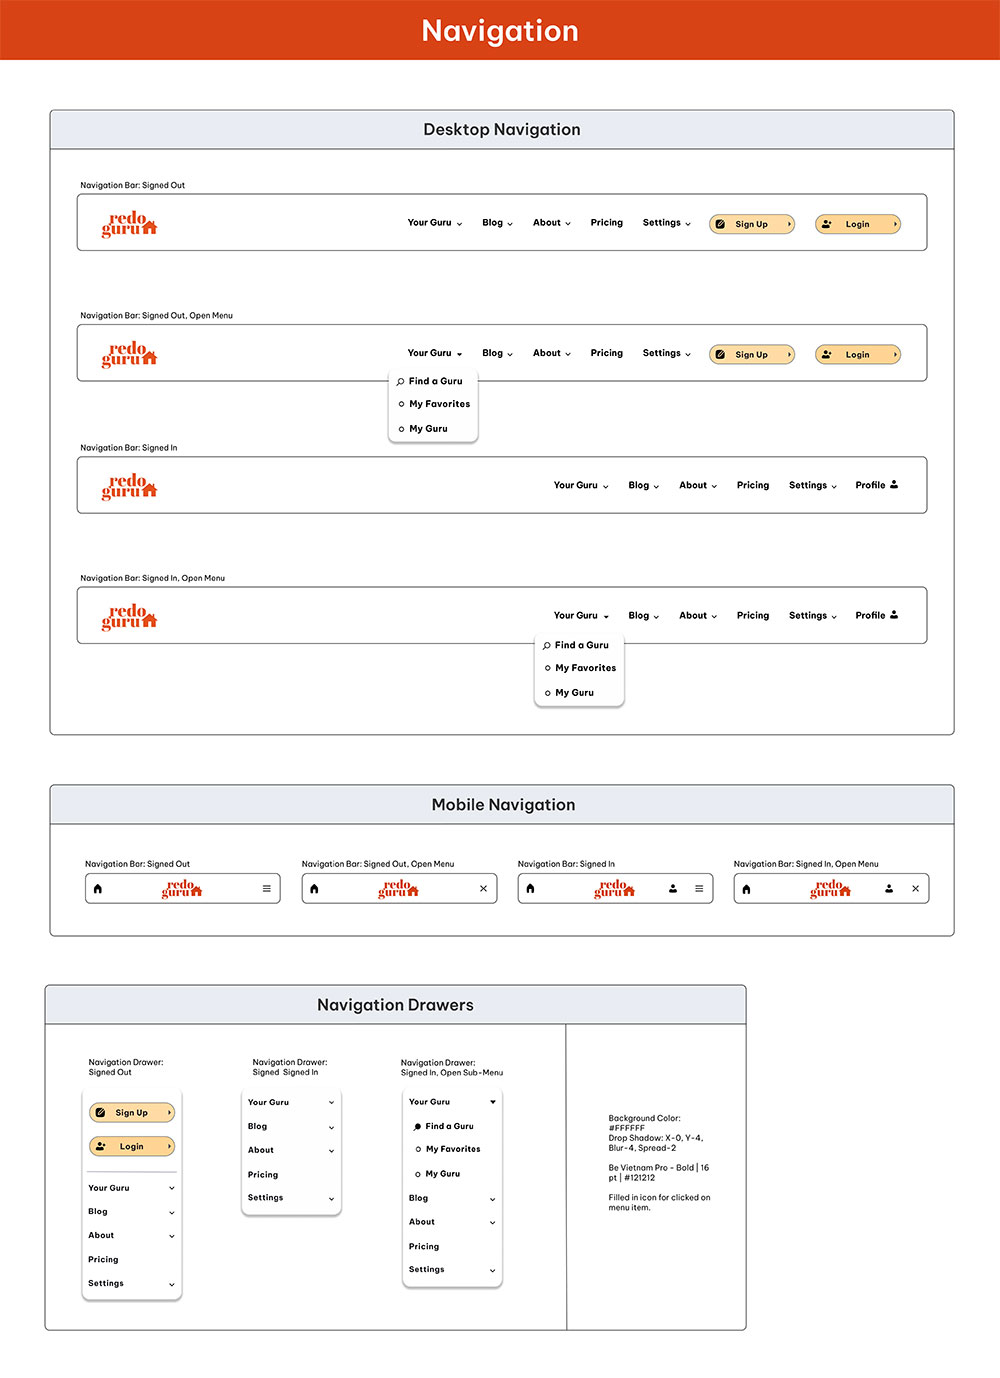 Navigation
Desktop Navigation
Navigation Bar: Signed Out
redo
guru
Your Guru
Blog
About
Pricing
Settings
Sign Up
Login
Navigation Bar: Signed Out, Open Menu
redo
guru
Your Guru
Blog
About
Pricing
Settings
Sign Up
Login
Find a Guru
My Favorites
My Guru
Navigation Bar: Signed In
redo
guru
Your Guru
Blog
About
Pricing
Settings
Profile
Navigation Bar: Signed In, Open Menu
redo
guru
Your Guru
Blog
About
Pricing
Settings
Profile
Find a Guru
My Favorites
My Guru
Mobile Navigation
Navigation Bar: Signed Out
redo
guru
Navigation Bar: Signed Out, Open Menu
redo
guru
Navigation Bar: Signed In
redo
guru
Navigation Bar: Signed In, Open Menu
redo
guru
Navigation Drawers
Navigation Drawer:
Signed Out
Sign Up
Login
Your Guru
Blog
About
Pricing
Settings
Navigation Drawer:
Signed Signed In
Your Guru
Blog
About
Pricing
Settings
Navigation Drawer:
Signed In, Open Sub-Menu
Your Guru
Find a Guru
My Favorites
My Guru
Blog
About
Pricing
Settings
Background Color:
#FFFFFF
Drop Shadow: X-0, Y-4,
Blur-4, Spread-2
Be Vietnam Pro - Bold | 16
pt | #121212
Filled in icon for clicked on
menu item.